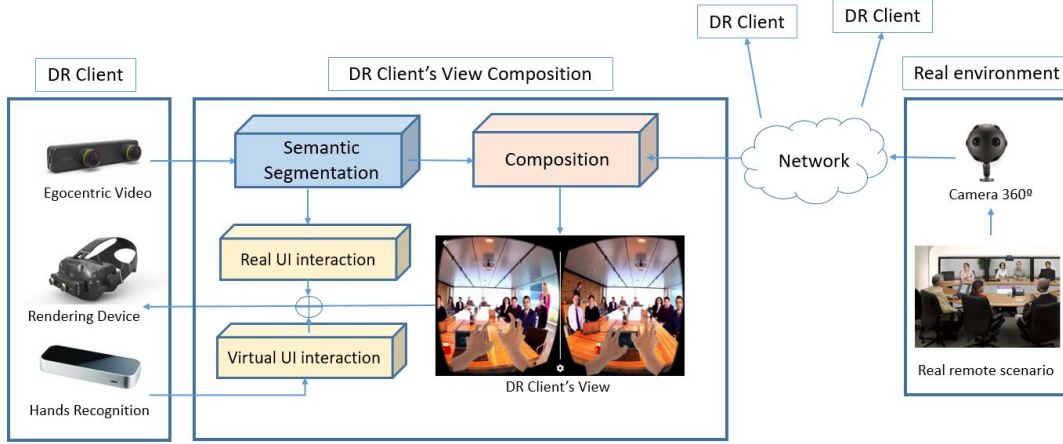 DR Client
DR Client
DR Client
DR Client's View Composition
Real environment
Semantic
Segmentation
Composition
Network
Egocentric Video
Camera 360º
Real UI interaction
Rendering Device
Virtual UI interaction
DR Client's View
Real remote scenario
Hands Recognition